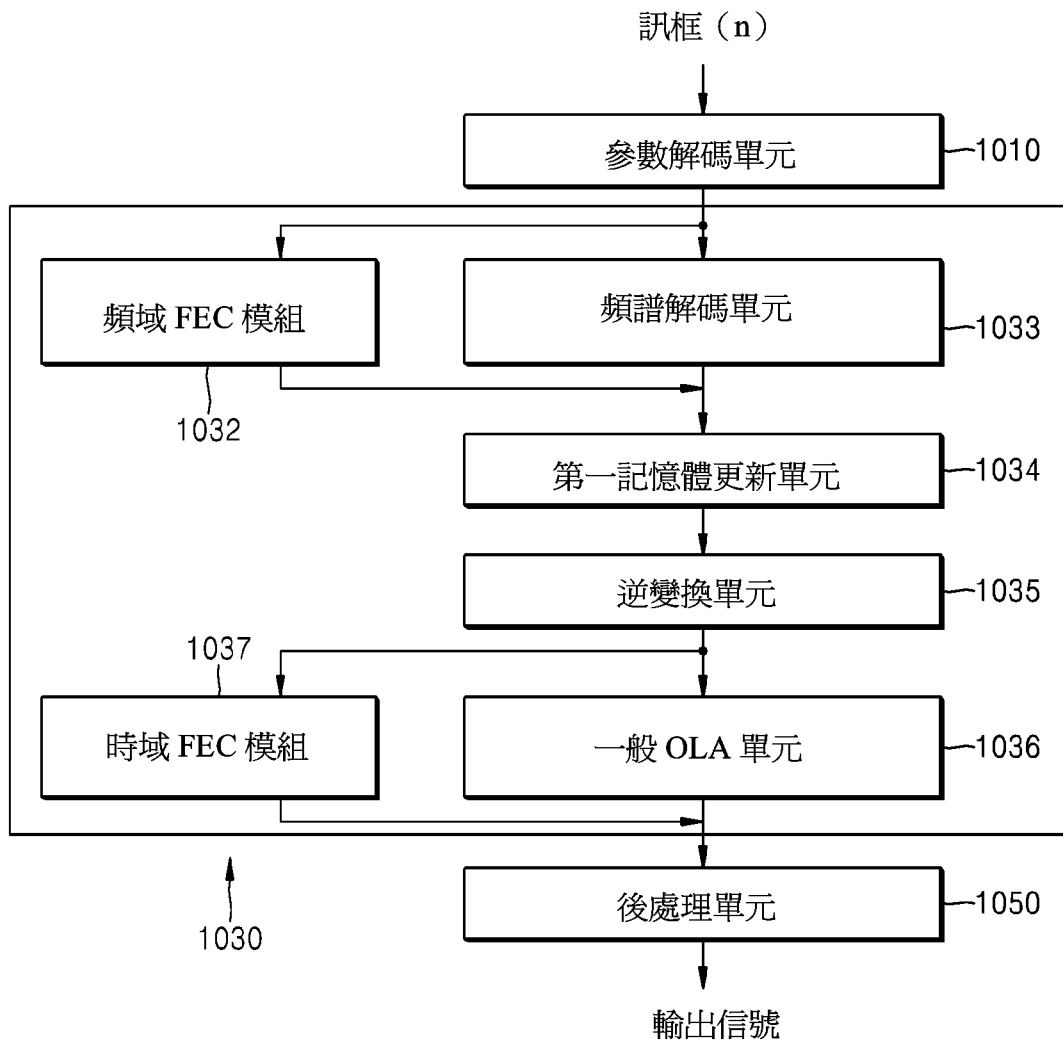 訊框（n）
參數解碼單元
1010
頻域 FEC 模組
頻譜解碼單元
1033
1032
第一記憶體更新單元
1034
逆變換單元
1035
1037
時域 FEC 模組
一般 OLA 單元
1036
後處理單元
1050
1030
輸出信號